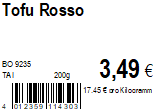 Tofu Rosso
BO 9235
TAI 200g
3,49 €
17.45 € pro Kilogramm
4 012359 114303